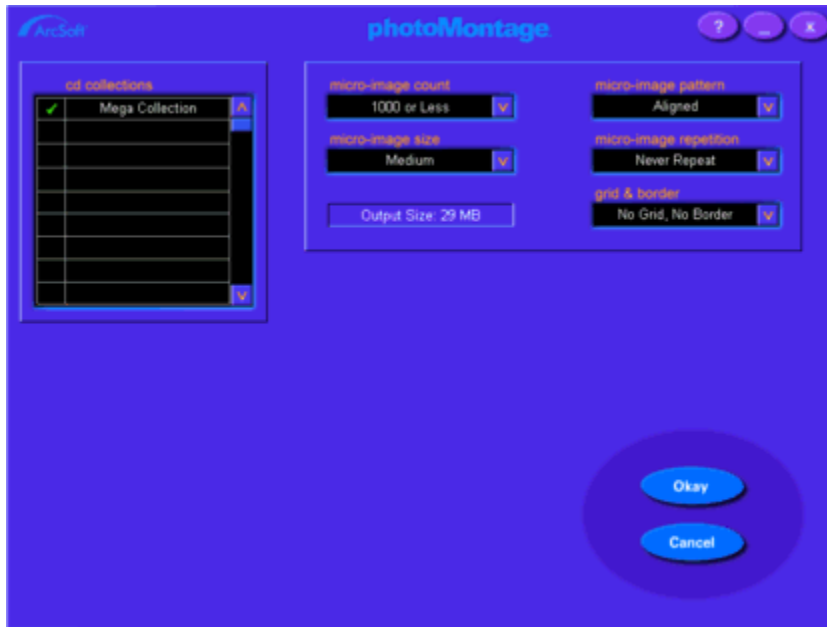 ArcSoft
photoMontage
?
_
x
cd collections
Mega Collection
micro-image count
1000 or Less
micro-image size
Medium
Output Size: 29 MB
micro-image pattern
Aligned
micro-image repetition
Never Repeat
grid & border
No Grid, No Border
Okay
Cancel